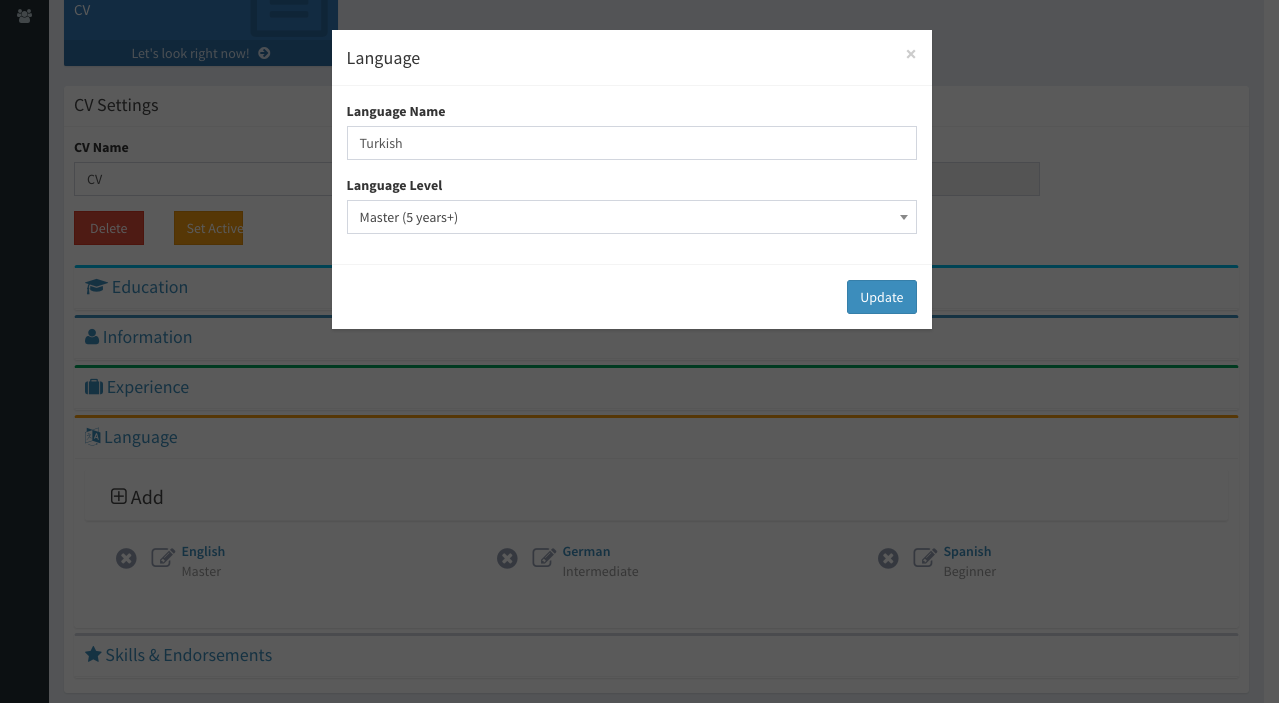 CV
Let's look right now!
Language
×
Language Name
Turkish
Language Level
Master (5 years+)
Update
CV Settings
CV Name
CV
Delete
Set Active
Education
Information
Experience
Language
Add
English
Master
German
Intermediate
Spanish
Beginner
Skills & Endorsements